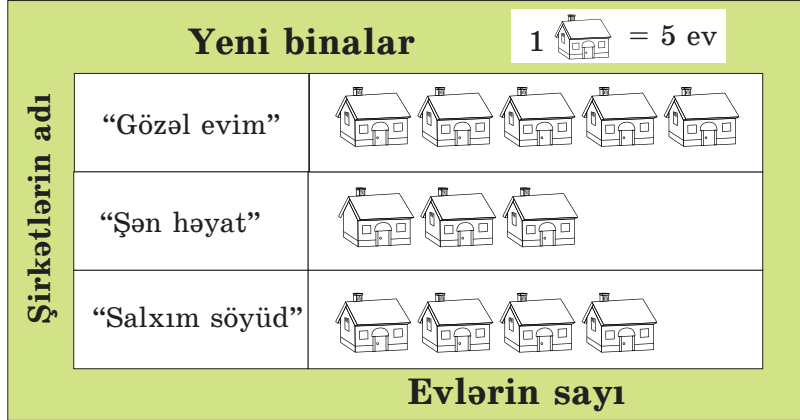 Yeni binalar
1 = 5 ev
Şirkətlərin adı
“Gözəl evim”
“Şən həyat”
“Salxım söyüd”
Evlərin sayı